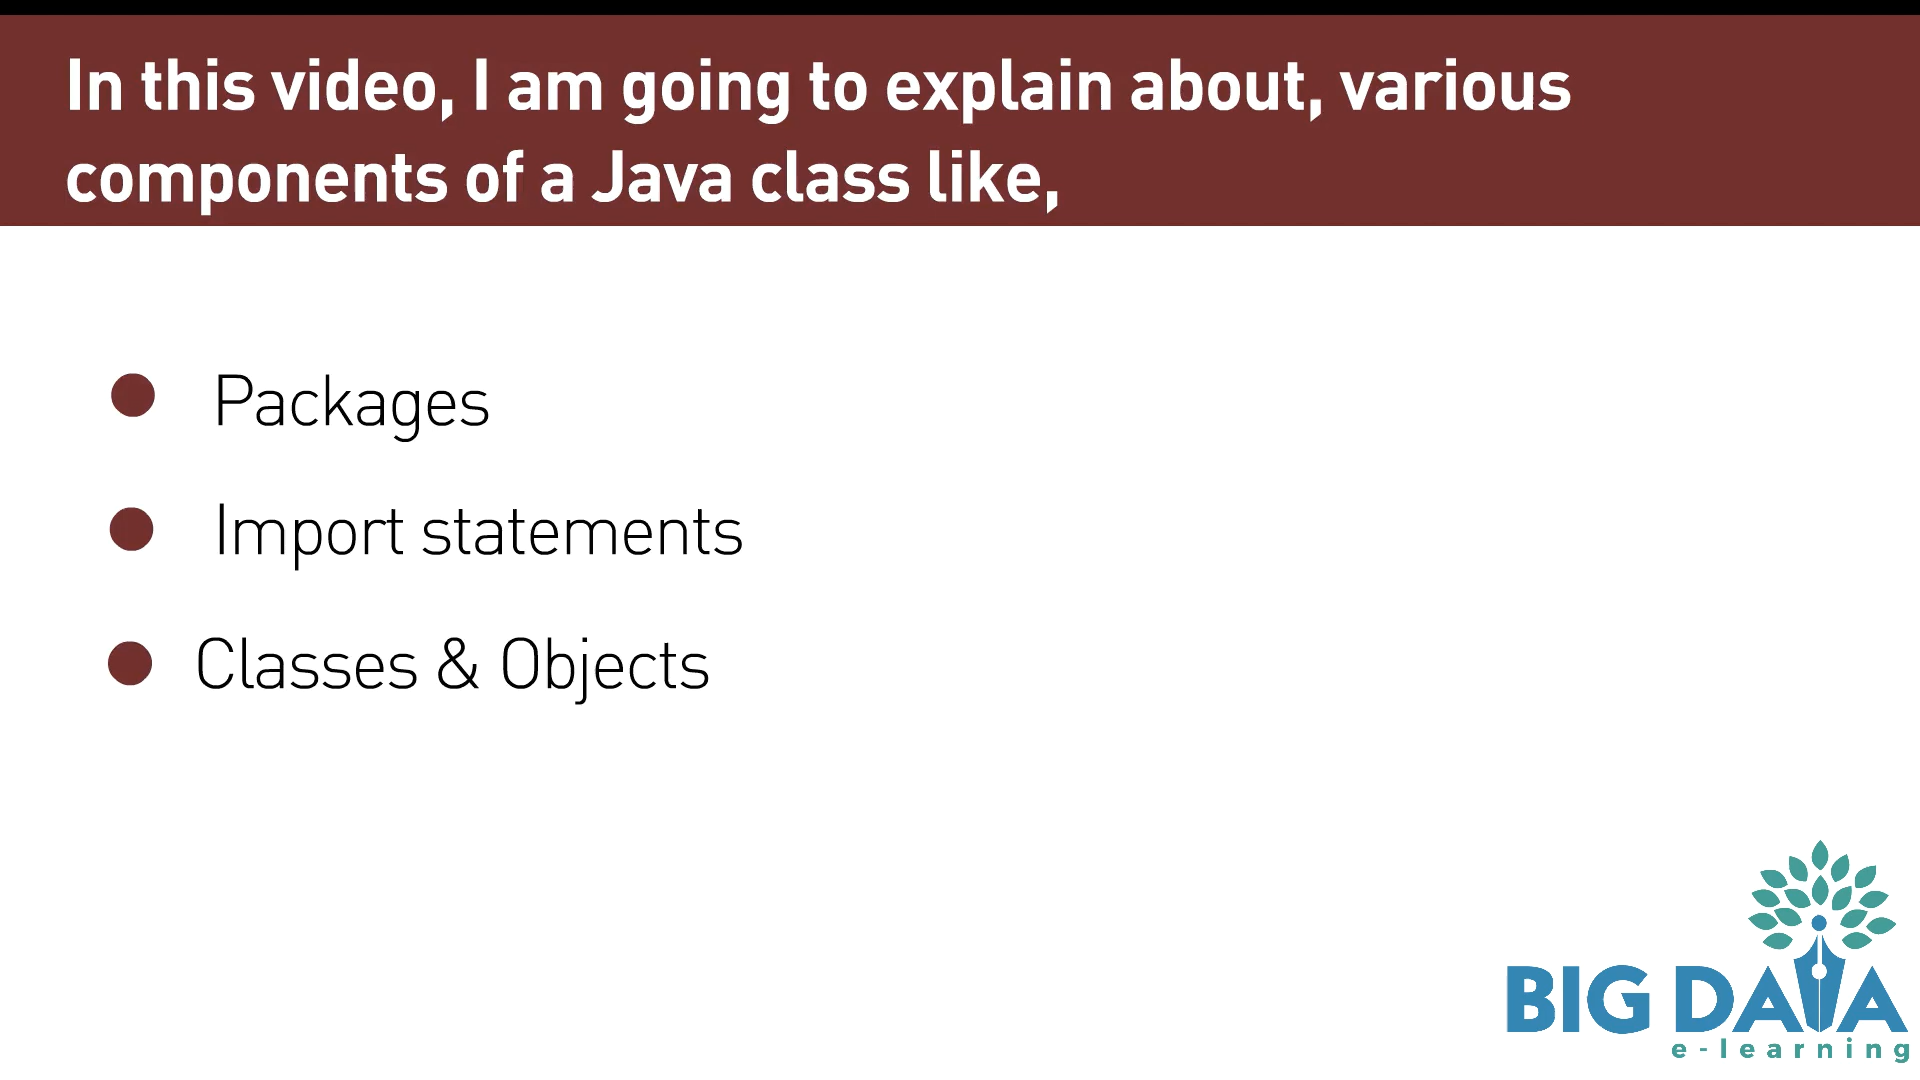 In this video, I am going to explain about, various
components of a Java class like,
Packages
Import statements
Classes & Objects
BIG DATA
e-learning